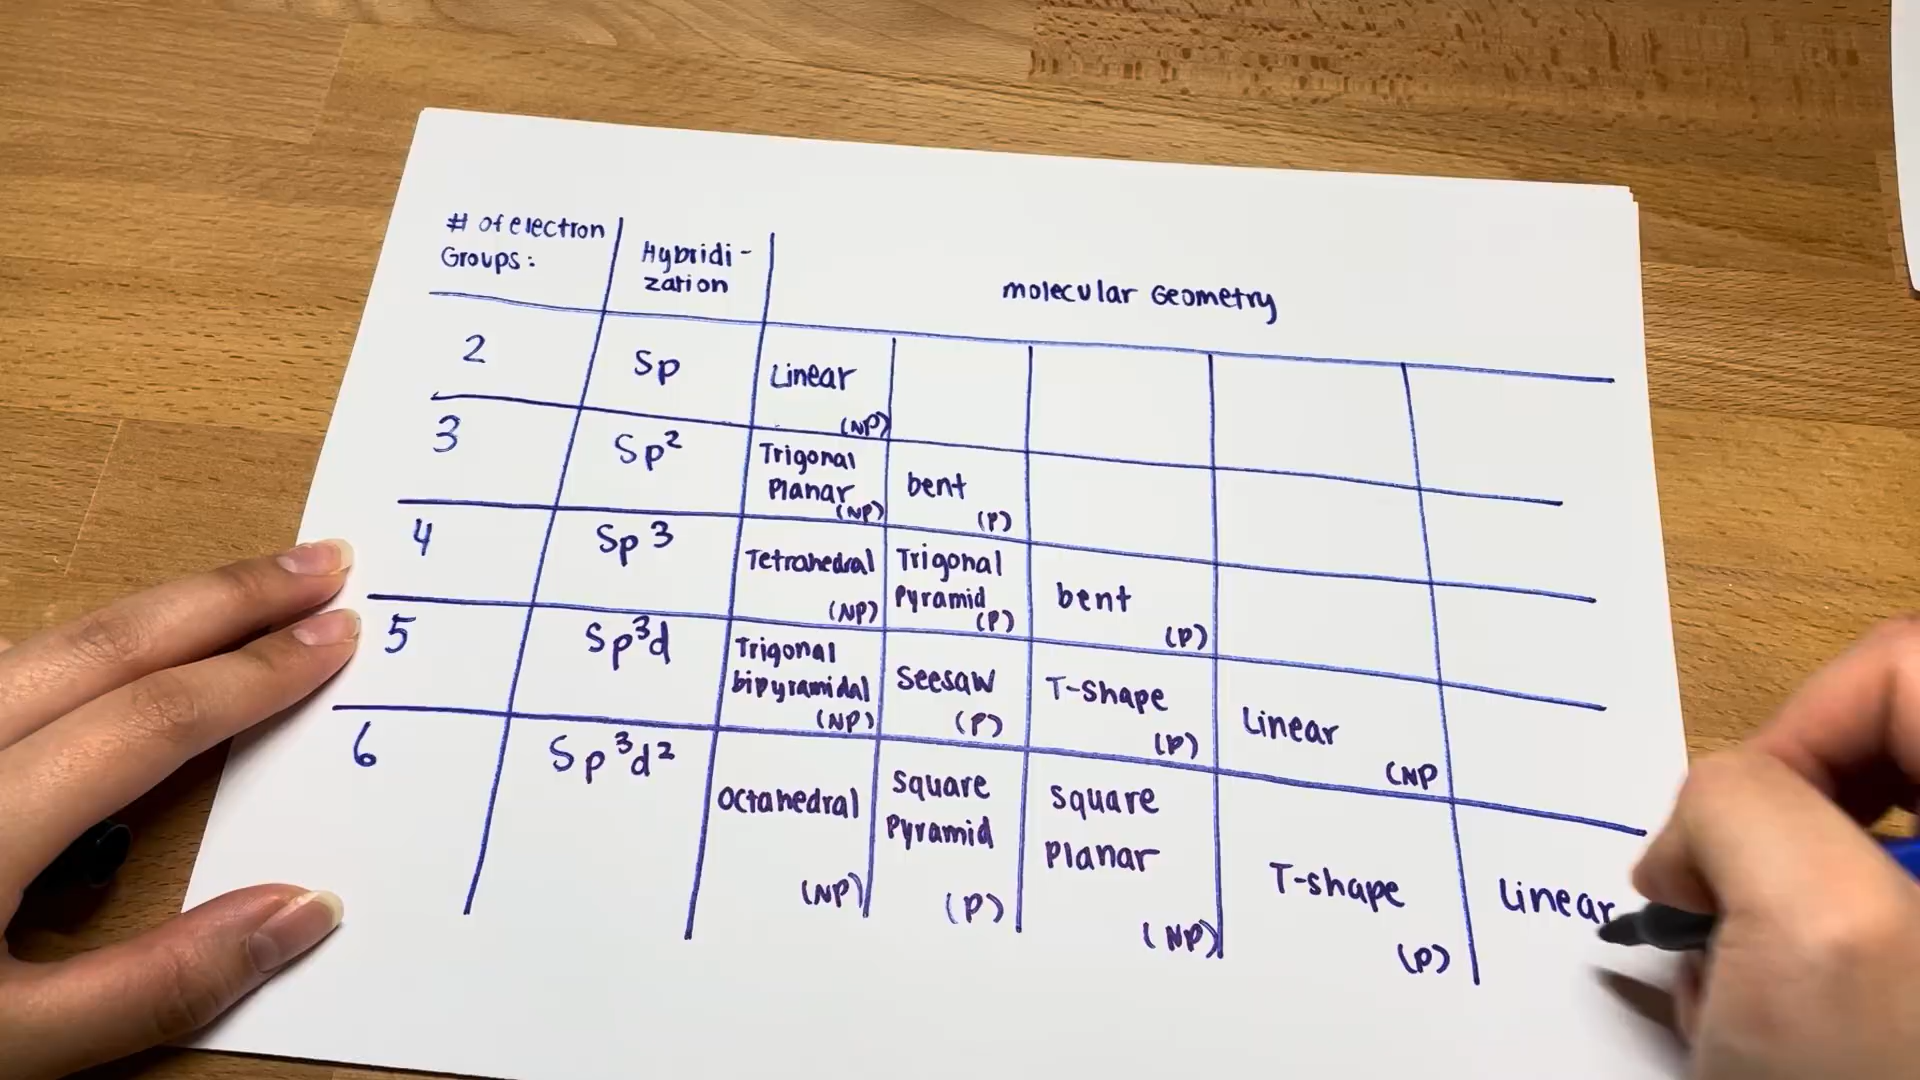 # of electron
Groups:
Hybridi-
zation
molecular Geometry
2
Sp
Linear
(NP)
3
Sp²
Trigonal
Planar
(NP)
bent
(P)
4
Sp³
Tetrahedral
(NP)
Trigonal
Pyramid
(P)
bent
(P)
5
Sp³d
Trigonal
bipyramidal
(NP)
Seesaw
(P)
T-Shape
(P)
Linear
(NP
6
Sp³d²
Octahedral
(NP)
Square
Pyramid
(P)
Square
Planar
(NP)
T-shape
(P)
Linear